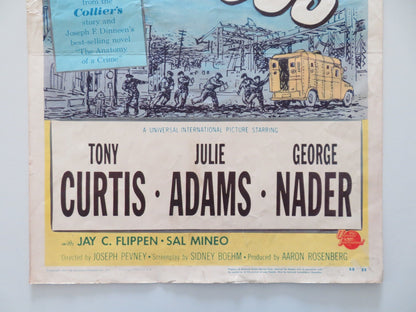 from the
Collier's
story and
Joseph F. Dinneen's
best-selling novel
"The Anatomy
of a Crime"
A UNIVERSAL INTERNATIONAL PICTURE STARRING
TONY JULIE GEORGE
CURTIS · ADAMS · NADER
with JAY C. FLIPPEN · SAL MINEO
Directed by JOSEPH PEVNEY · Screenplay by SIDNEY BOEHM · Produced by AARON ROSENBERG